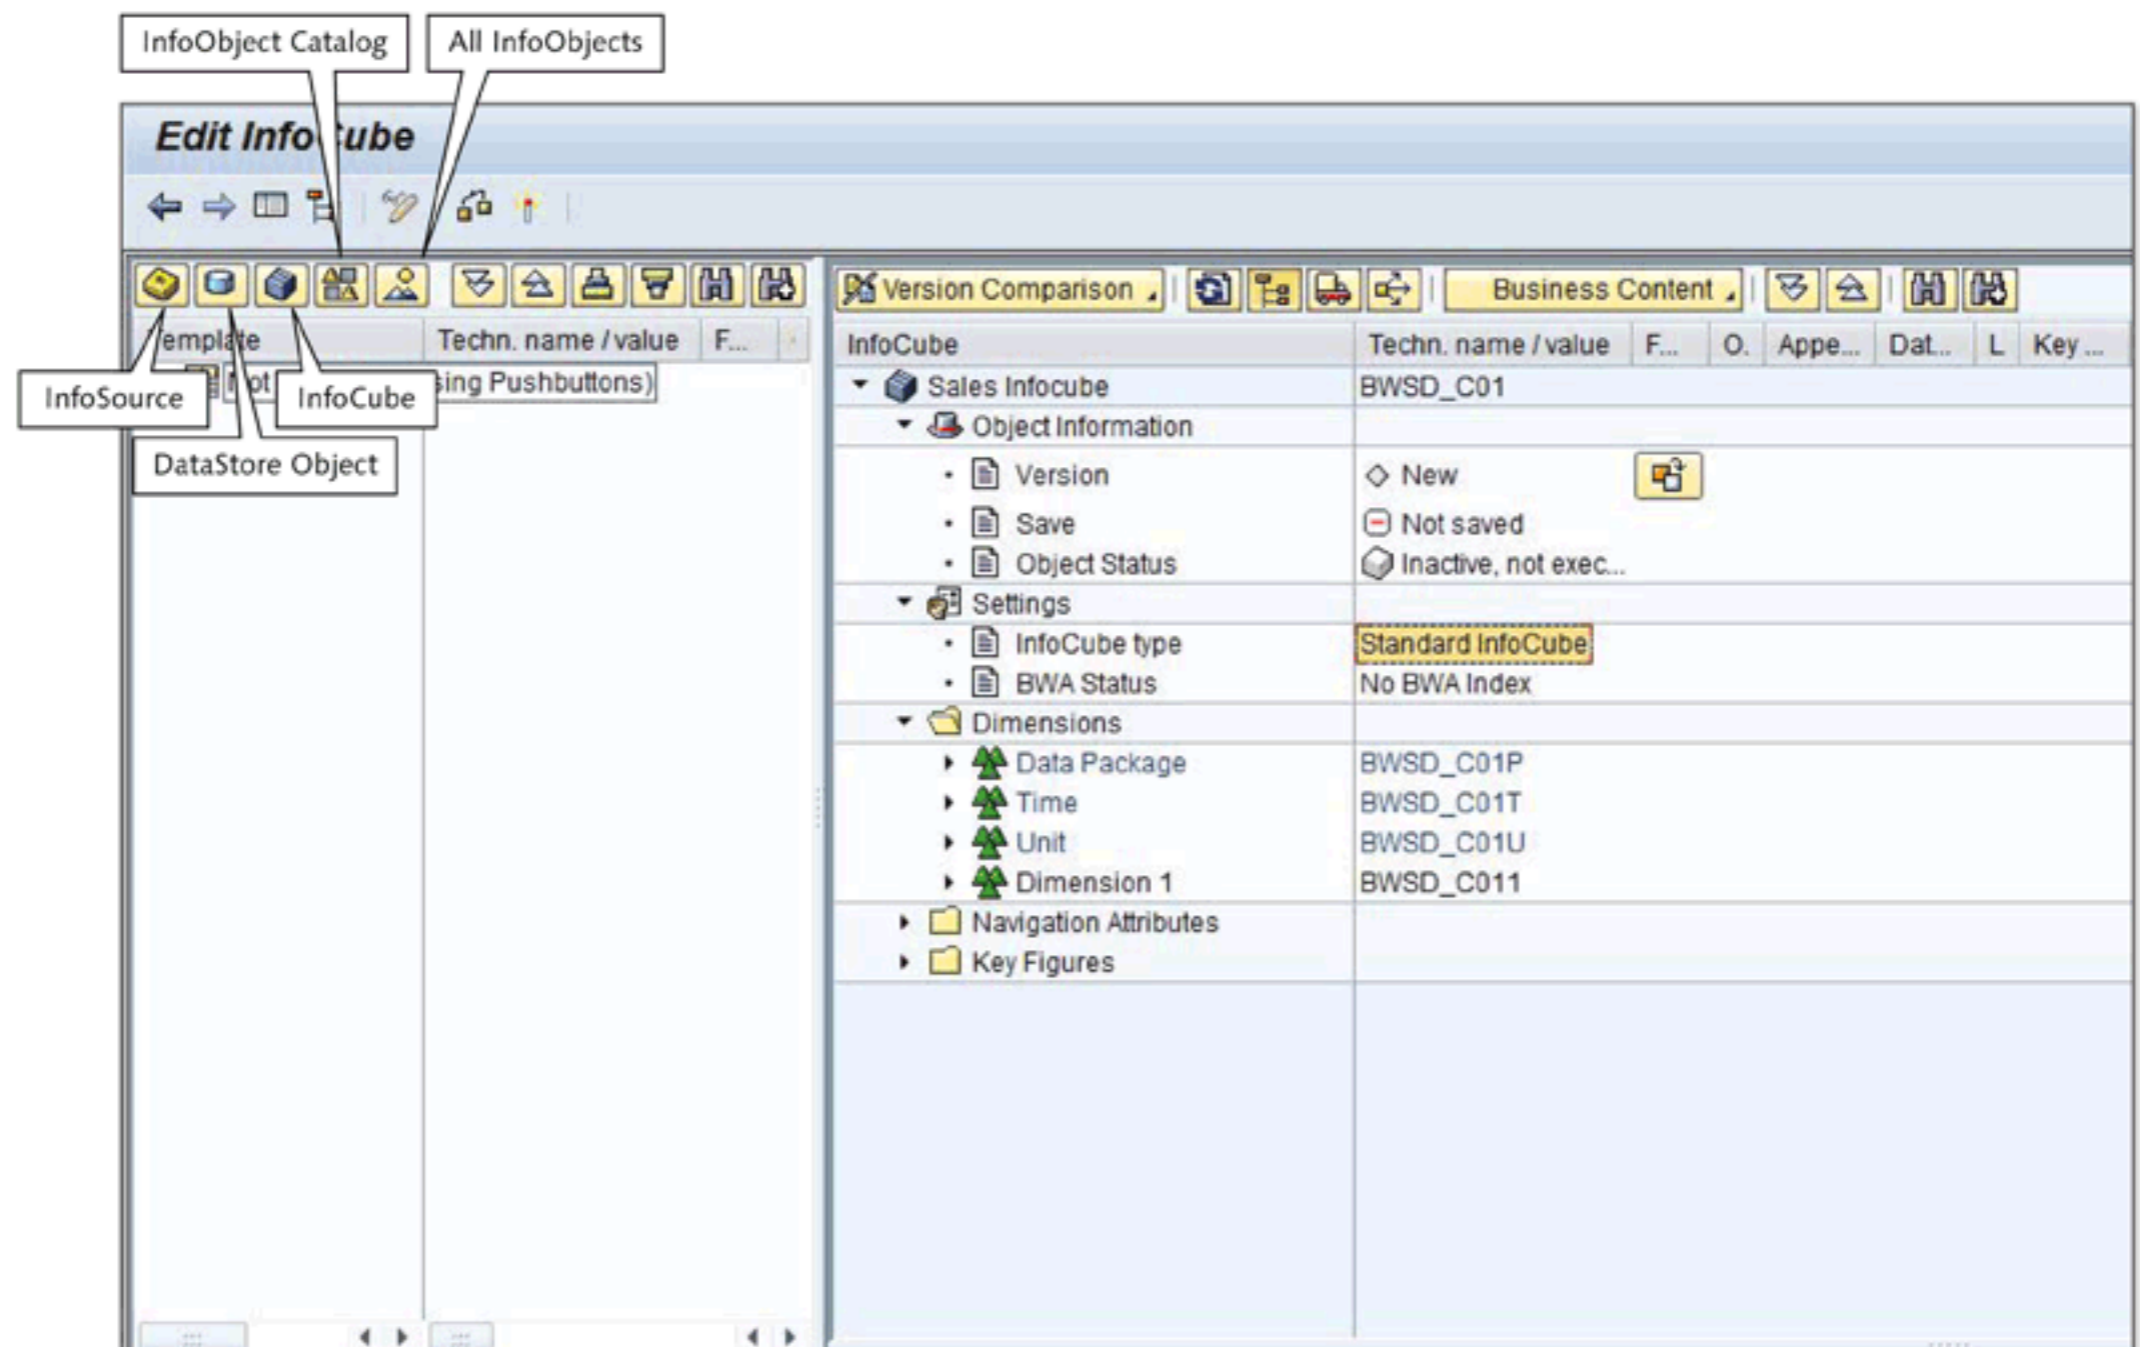 InfoObject Catalog
All InfoObjects
Edit InfoCube
Version Comparison
Business Content
Template
Techn. name / value
F...
InfoCube
Techn. name / value
F...
O.
Appe...
Dat...
L
Key ...
sing Pushbuttons)
InfoSource
InfoCube
DataStore Object
Sales Infocube
BWSD_C01
Object Information
Version
New
Save
Not saved
Object Status
Inactive, not exec...
Settings
InfoCube type
Standard InfoCube
BWA Status
No BWA Index
Dimensions
Data Package
BWSD_C01P
Time
BWSD_C01T
Unit
BWSD_C01U
Dimension 1
BWSD_C011
Navigation Attributes
Key Figures